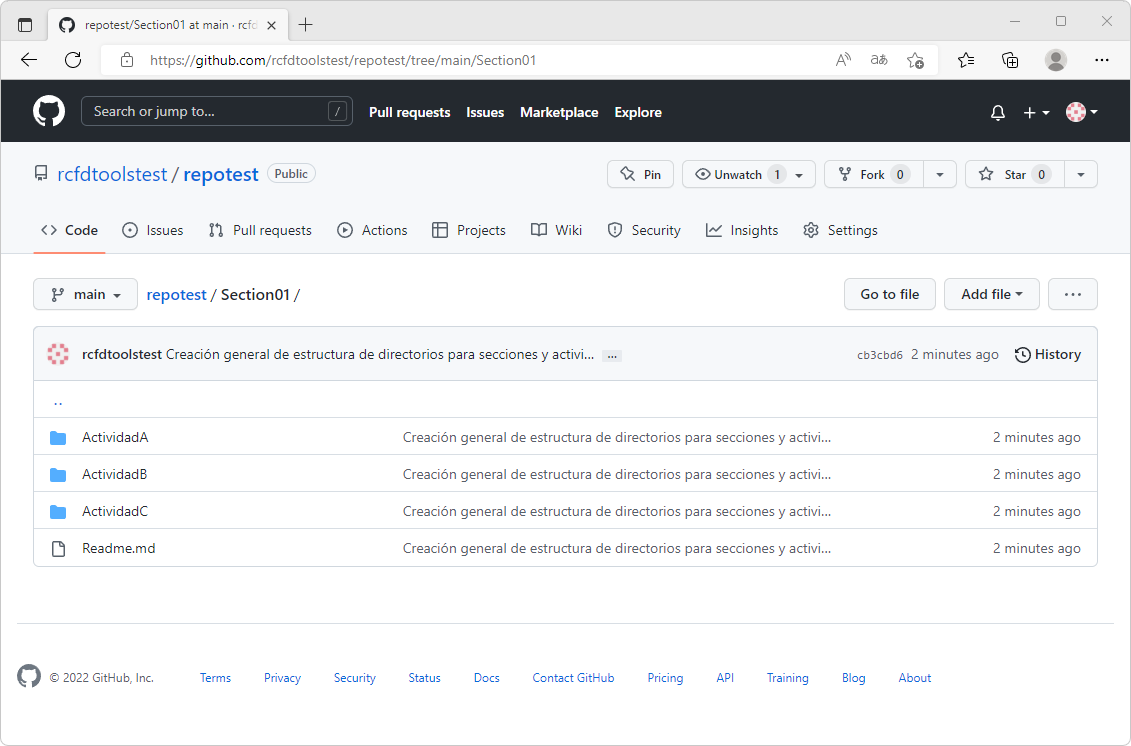 repotest/Section01 at main · rcfd
https://github.com/rcfdtoolstest/repotest/tree/main/Section01
Search or jump to... / Pull requests Issues Marketplace Explore
rcfdtoolstest / repotest Public Pin Unwatch 1 Fork 0 Star 0
Code Issues Pull requests Actions Projects Wiki Security Insights Settings
main repotest / Section01 / Go to file Add file ...
rcfdtoolstest Creación general de estructura de directorios para secciones y activi... ... cb3cbd6 2 minutes ago History
..
ActividadA Creación general de estructura de directorios para secciones y activi... 2 minutes ago
ActividadB Creación general de estructura de directorios para secciones y activi... 2 minutes ago
ActividadC Creación general de estructura de directorios para secciones y activi... 2 minutes ago
Readme.md Creación general de estructura de directorios para secciones y activi... 2 minutes ago
© 2022 GitHub, Inc. Terms Privacy Security Status Docs Contact GitHub Pricing API Training Blog About